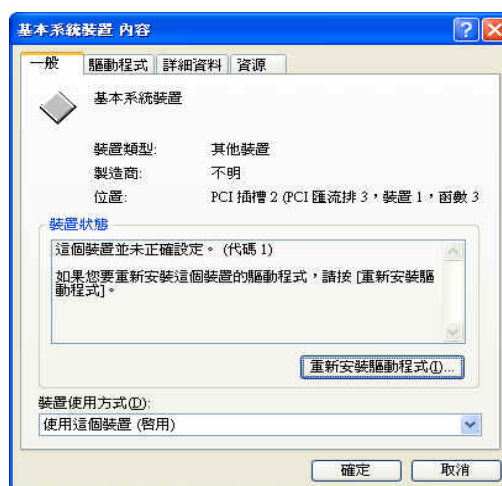 基本系統裝置 內容
一般 驅動程式 詳細資料 資源
基本系統裝置
裝置類型: 其他裝置
製造商: 不明
位置: PCI 插槽 2 (PCI 匯流排 3，裝置 1，函數 3
裝置狀態
這個裝置並未正確設定。 (代碼 1)
如果您要重新安裝這個裝置的驅動程式，請按 [重新安裝驅
動程式]。
重新安裝驅動程式(I)...
裝置使用方式(D):
使用這個裝置 (啓用)
確定 取消